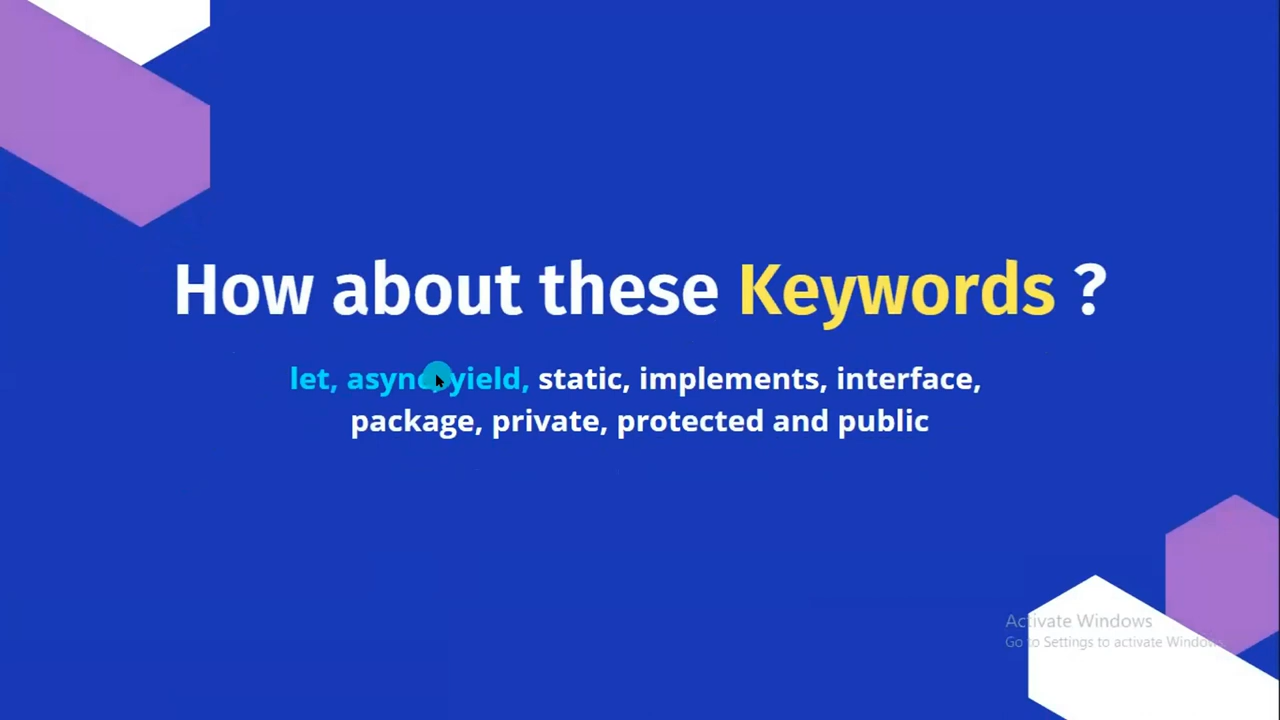 How about these Keywords ?
let, async, yield, static, implements, interface,
package, private, protected and public
Activate Windows
Go to Settings to activate Windows.